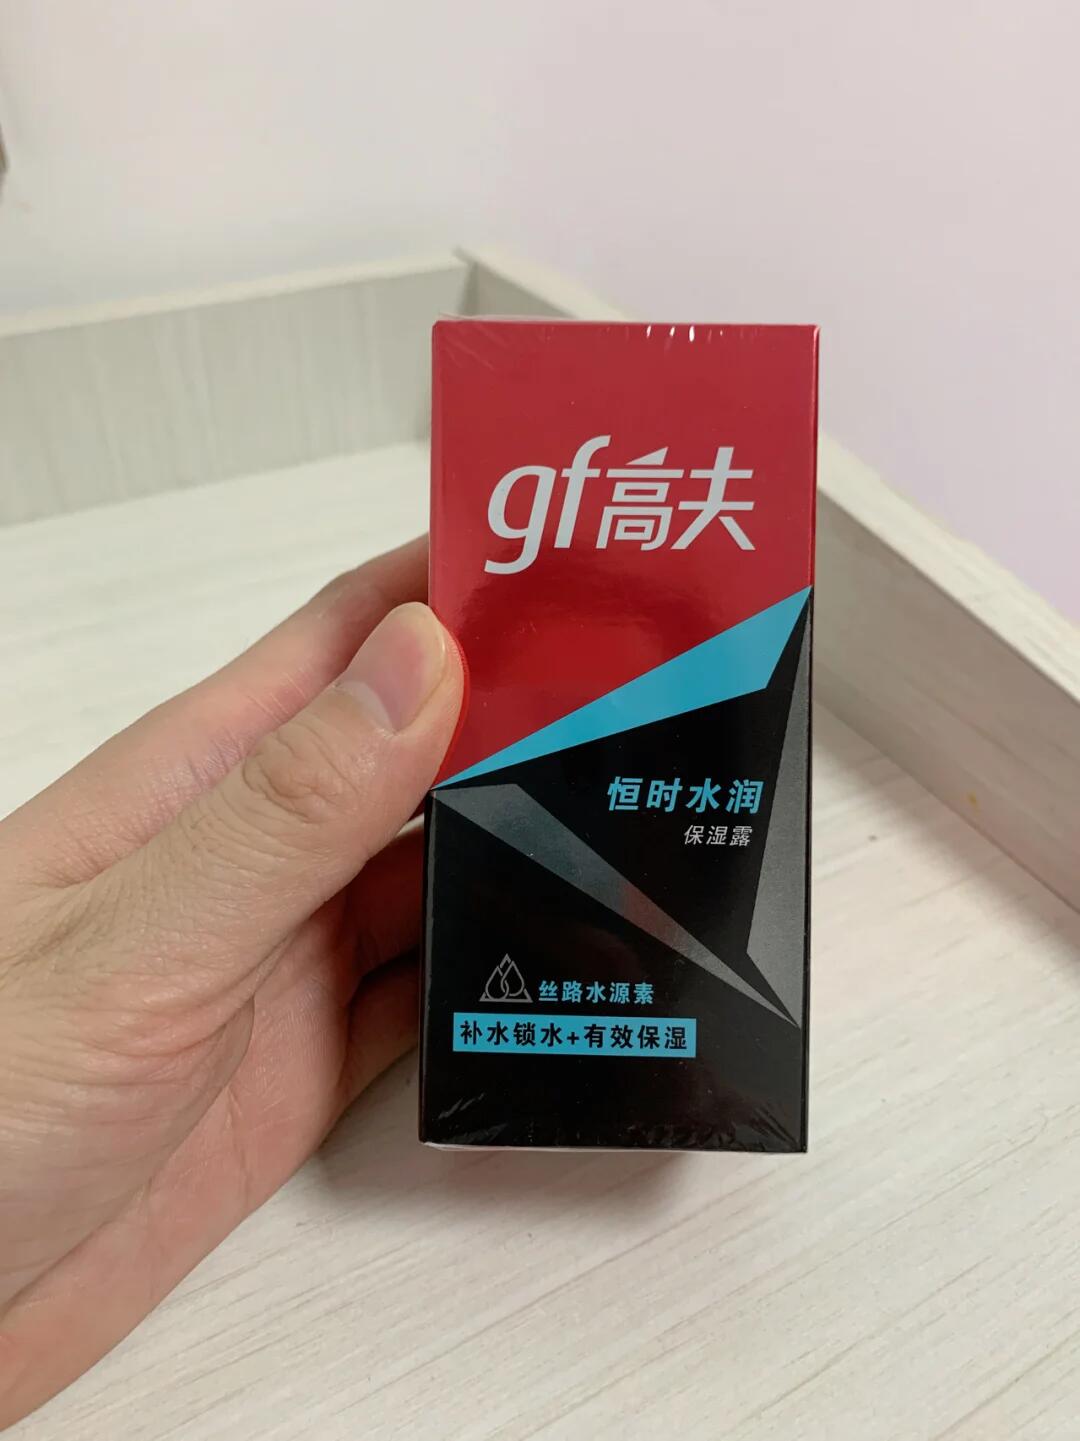 gf高夫
恒时水润
保湿露
丝路水源素
补水锁水+有效保湿